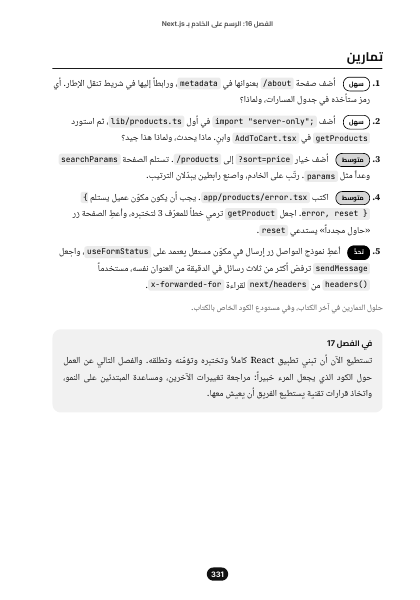 الفصل 16: الرسم على الخادم بـ Next.js
تمارين
1. سهل أضف صفحة /about بعنوانها في metadata، ورابطاً إليها في شريط تنقل الإطار. أي
رمز ستأخذه في جدول المسارات، ولماذا؟
2. سهل أضف import "server-only"; في أول lib/products.ts، ثم استورد
getProducts في AddToCart.tsx وابنِ. ماذا يحدث، ولماذا هذا جيد؟
3. متوسط أضف خيار ?sort=price إلى /products. تستلم الصفحة searchParams
وعداً مثل params. رتّب على الخادم، واصنع رابطين يبدّلان الترتيب.
4. متوسط اكتب app/products/error.tsx. يجب أن يكون مكوّن عميل يستلم {
error, reset }. اجعل getProduct ترمي خطأً للمعرّف 3 لتختبره، وأعطِ الصفحة زر
«حاول مجدداً» يستدعي reset.
5. تحدٍّ أعطِ نموذج التواصل زر إرسال في مكوّن مستقل يعتمد على useFormStatus، واجعل
sendMessage ترفض أكثر من ثلاث رسائل في الدقيقة من العنوان نفسه، مستخدماً
headers() من next/headers لقراءة x-forwarded-for.
حلول التمارين في آخر الكتاب، وفي مستودع الكود الخاص بالكتاب.
في الفصل 17
تستطيع الآن أن تبني تطبيق React كاملاً وتختبره وتؤمّنه وتطلقه. والفصل التالي عن العمل
حول الكود الذي يجعل المرء خبيراً: مراجعة تغييرات الآخرين، ومساعدة المبتدئين على النمو،
واتخاذ قرارات تقنية يستطيع الفريق أن يعيش معها.
331